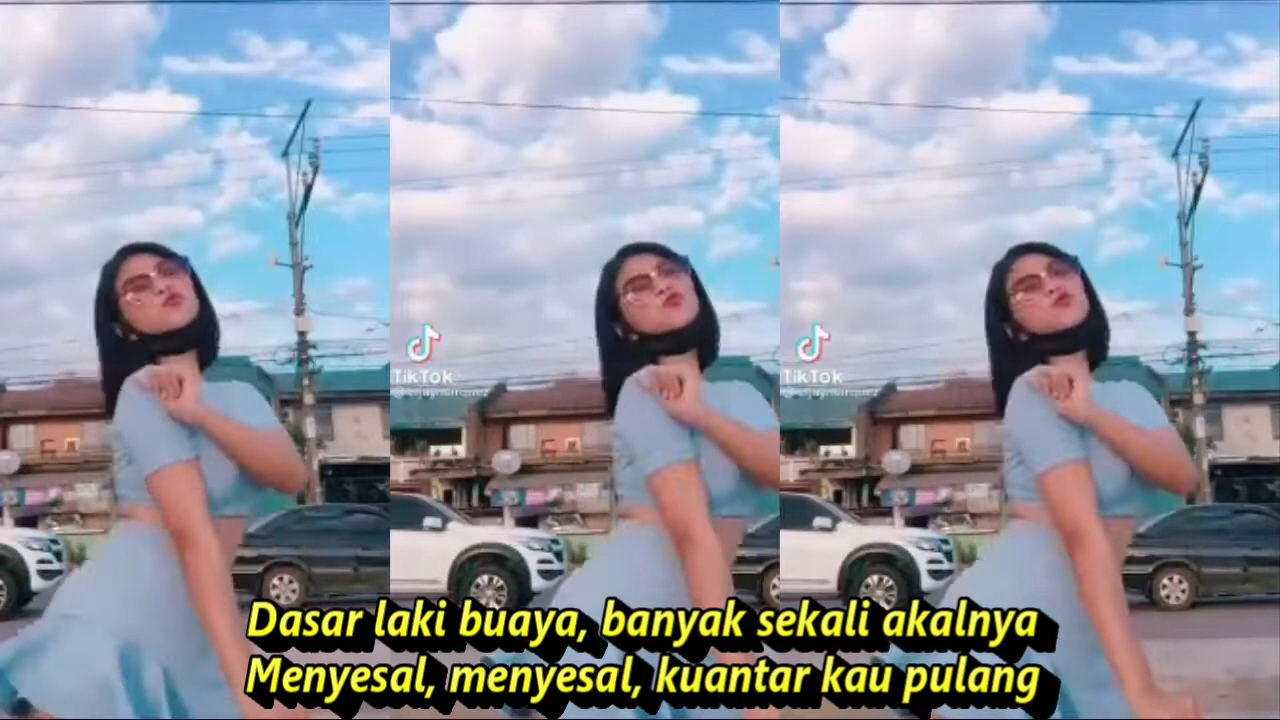 TikTok
TikTok
Dasar laki buaya, banyak sekali akalnya
Menyesal, menyesal, kuantar kau pulang